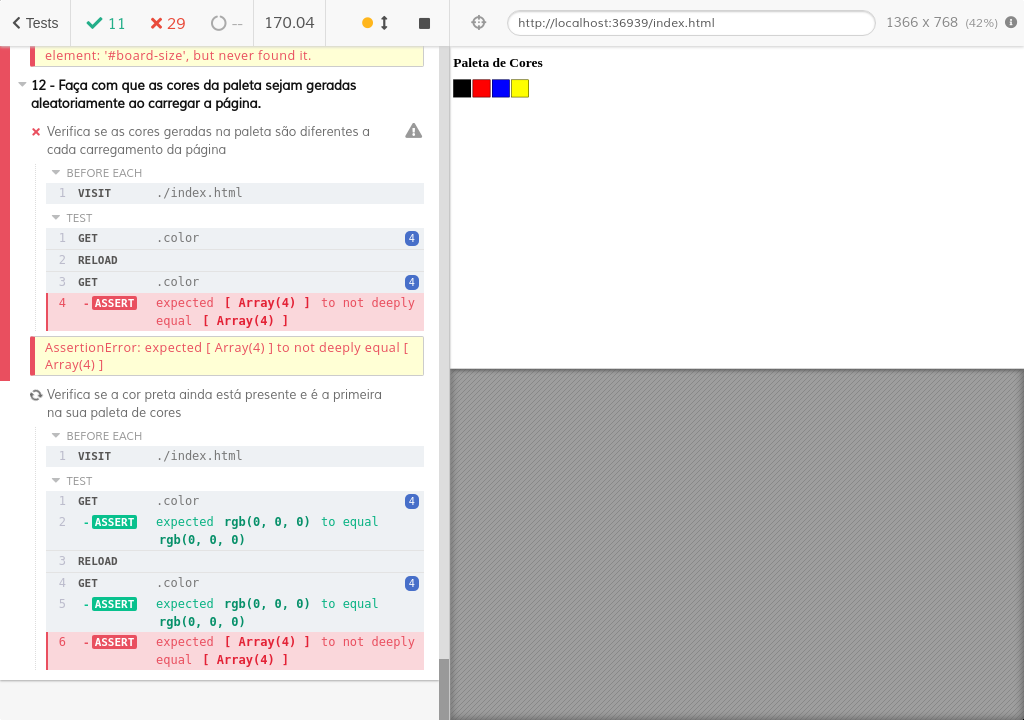 Tests
11
29
--
170.04
http://localhost:36939/index.html
1366 x 768 (42%)
element: '#board-size', but never found it.
12 - Faça com que as cores da paleta sejam geradas
aleatoriamente ao carregar a página.
Verifica se as cores geradas na paleta são diferentes a
cada carregamento da página
BEFORE EACH
1 VISIT ./index.html
TEST
1 GET .color 4
2 RELOAD
3 GET .color 4
4 -ASSERT expected [ Array(4) ] to not deeply
equal [ Array(4) ]
AssertionError: expected [ Array(4) ] to not deeply equal [
Array(4) ]
Verifica se a cor preta ainda está presente e é a primeira
na sua paleta de cores
BEFORE EACH
1 VISIT ./index.html
TEST
1 GET .color 4
2 -ASSERT expected rgb(0, 0, 0) to equal
rgb(0, 0, 0)
3 RELOAD
4 GET .color 4
5 -ASSERT expected rgb(0, 0, 0) to equal
rgb(0, 0, 0)
6 -ASSERT expected [ Array(4) ] to not deeply
equal [ Array(4) ]
Paleta de Cores